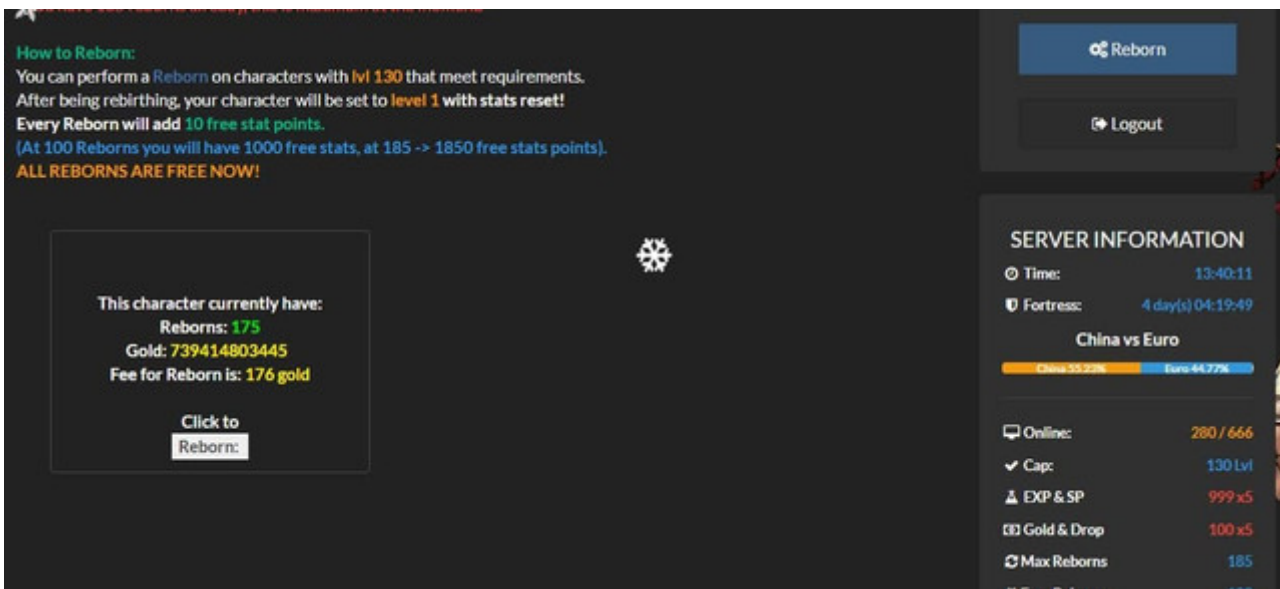 How to Reborn:
You can perform a Reborn on characters with lvl 130 that meet requirements.
After being rebirthing, your character will be set to level 1 with stats reset!
Every Reborn will add 10 free stat points.
(At 100 Reborns you will have 1000 free stats, at 185 -> 1850 free stats points).
ALL REBORNS ARE FREE NOW!
This character currently have:
Reborns: 175
Gold: 739414803445
Fee for Reborn is: 176 gold
Click to
Reborn:
Reborn
Logout
SERVER INFORMATION
Time: 13:40:11
Fortress: 4 day(s) 04:19:49
China vs Euro
China 55.23% Euro 44.77%
Online: 280 / 666
Cap: 130 Lvl
EXP & SP 999 x5
Gold & Drop 100 x5
Max Reborns 185